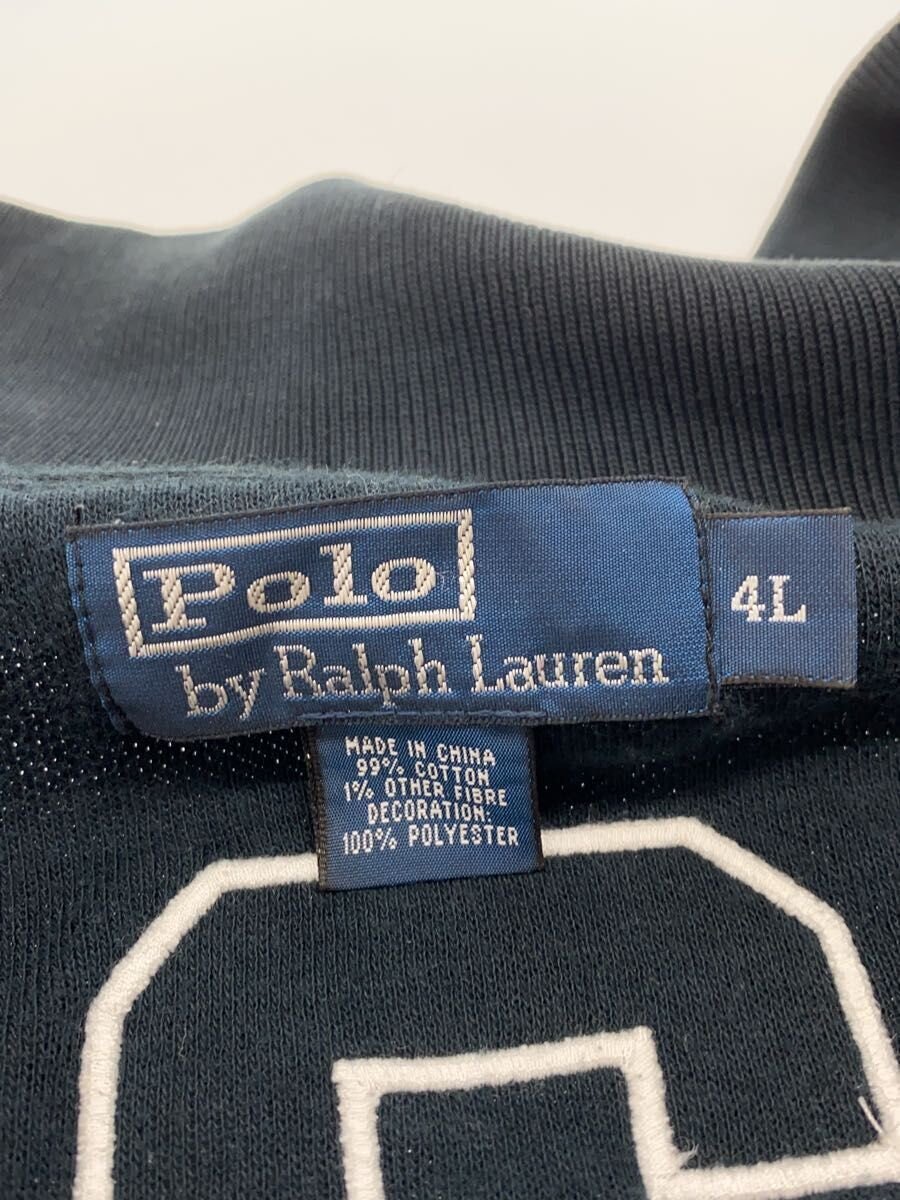 Polo
by Ralph Lauren
4L
MADE IN CHINA
99% COTTON
1% OTHER FIBRE
DECORATION:
100% POLYESTER